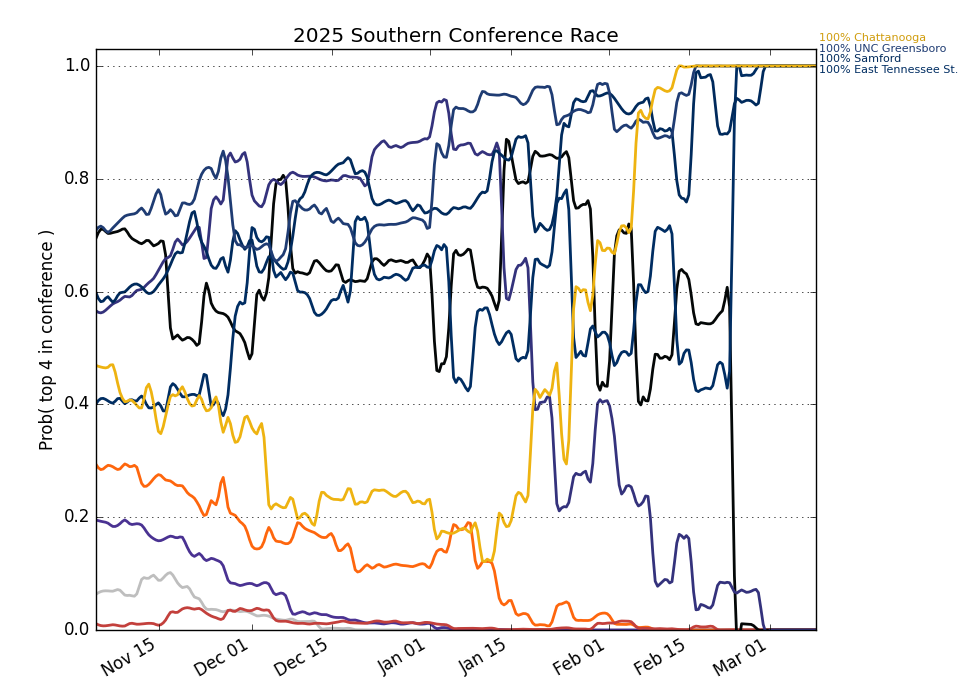 2025 Southern Conference Race
100% Chattanooga
100% UNC Greensboro
100% Samford
100% East Tennessee St.
Prob( top 4 in conference )
1.0
0.8
0.6
0.4
0.2
0.0
Nov 15
Dec 01
Dec 15
Jan 01
Jan 15
Feb 01
Feb 15
Mar 01